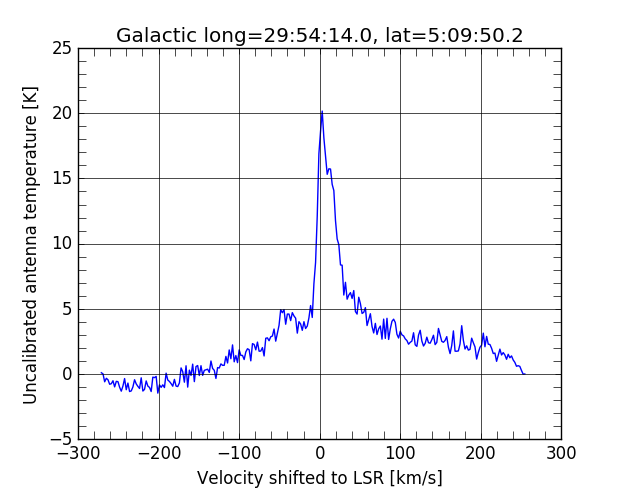 Galactic long=29:54:14.0, lat=5:09:50.2
Uncalibrated antenna temperature [K]
25
20
15
10
5
0
−5
−300 −200 −100 0 100 200 300
Velocity shifted to LSR [km/s]